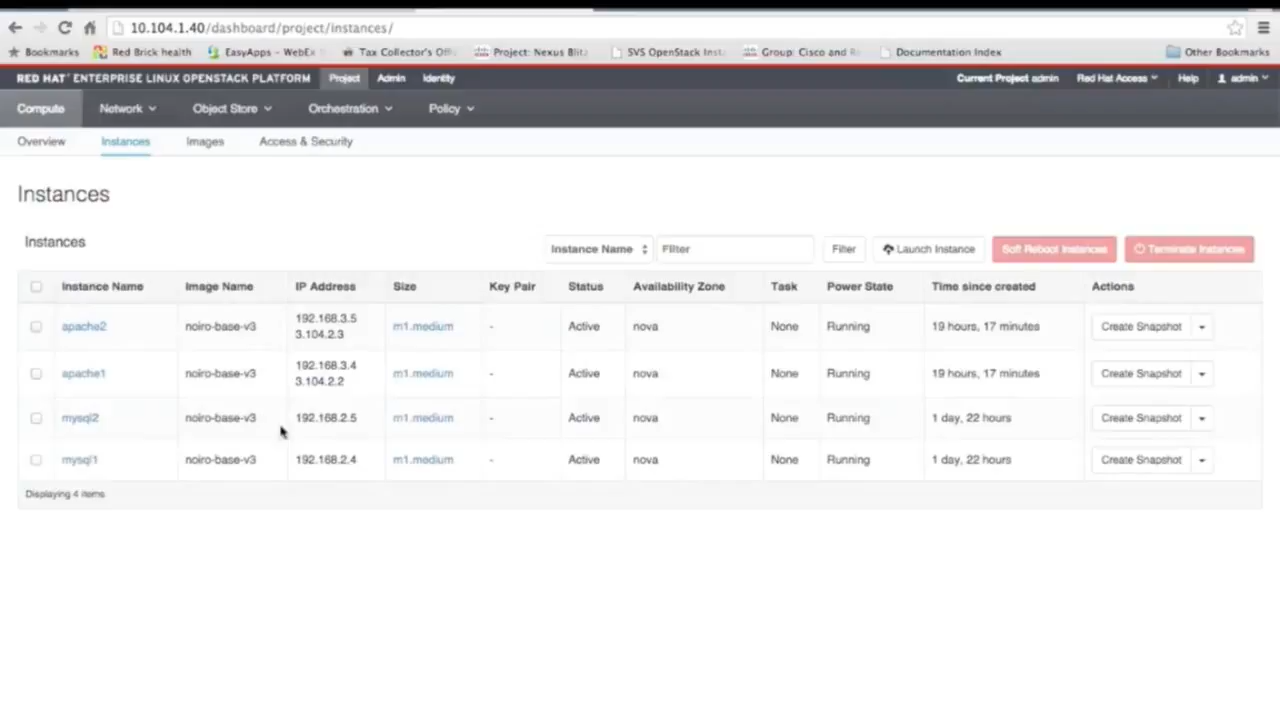 10.104.1.40/dashboard/project/instances/
Bookmarks Red Brick health EasyApps - WebEx Tax Collector's Offi Project: Nexus Blitz SVS OpenStack Inst Group: Cisco and Documentation Index Other Bookmarks
RED HAT ENTERPRISE LINUX OPENSTACK PLATFORM Project Admin Identity Current Project admin Red Hat Access Help admin
Compute Network Object Store Orchestration Policy
Overview Instances Images Access & Security
Instances
Instances Instance Name Filter Filter Launch Instance Soft Reboot Instances Terminate Instances
Instance Name Image Name IP Address Size Key Pair Status Availability Zone Task Power State Time since created Actions
apache2 noiro-base-v3 192.168.3.5 m1.medium - Active nova None Running 19 hours, 17 minutes Create Snapshot
3.104.2.3
apache1 noiro-base-v3 192.168.3.4 m1.medium - Active nova None Running 19 hours, 17 minutes Create Snapshot
3.104.2.2
mysql2 noiro-base-v3 192.168.2.5 m1.medium - Active nova None Running 1 day, 22 hours Create Snapshot
mysql1 noiro-base-v3 192.168.2.4 m1.medium - Active nova None Running 1 day, 22 hours Create Snapshot
Displaying 4 items